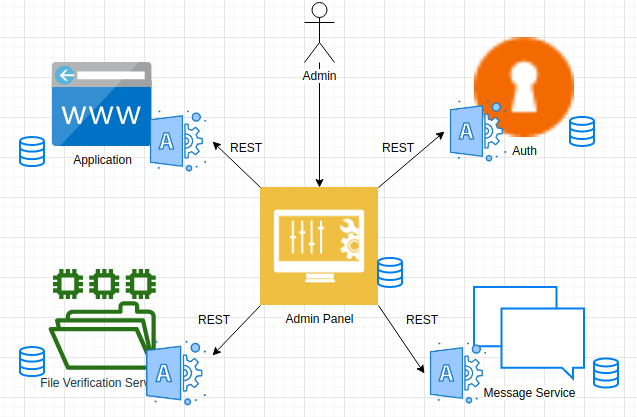 Admin
WWW
A
Application
REST
REST
A
Auth
Admin Panel
REST
REST
File Verification Serv
A
A
Message Service